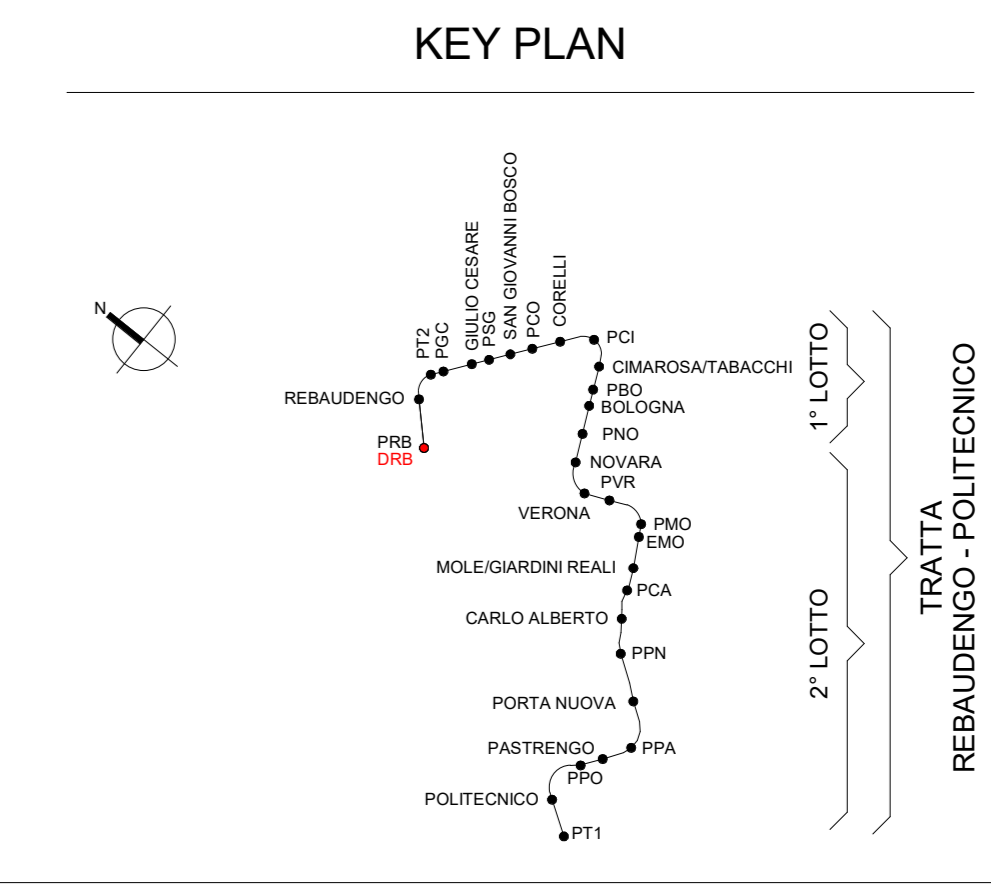 KEY PLAN
N
REBAUDENGO
PRB
DRB
PT2
PGC
GIULIO CESARE
PSG
SAN GIOVANNI BOSCO
PCO
CORELLI
PCI
CIMAROSA/TABACCHI
PBO
BOLOGNA
PNO
NOVARA
PVR
VERONA
PMO
EMO
MOLE/GIARDINI REALI
PCA
CARLO ALBERTO
PPN
PORTA NUOVA
PPA
PASTRENGO
PPO
POLITECNICO
PT1
1° LOTTO
2° LOTTO
TRATTA
REBAUDENGO - POLITECNICO